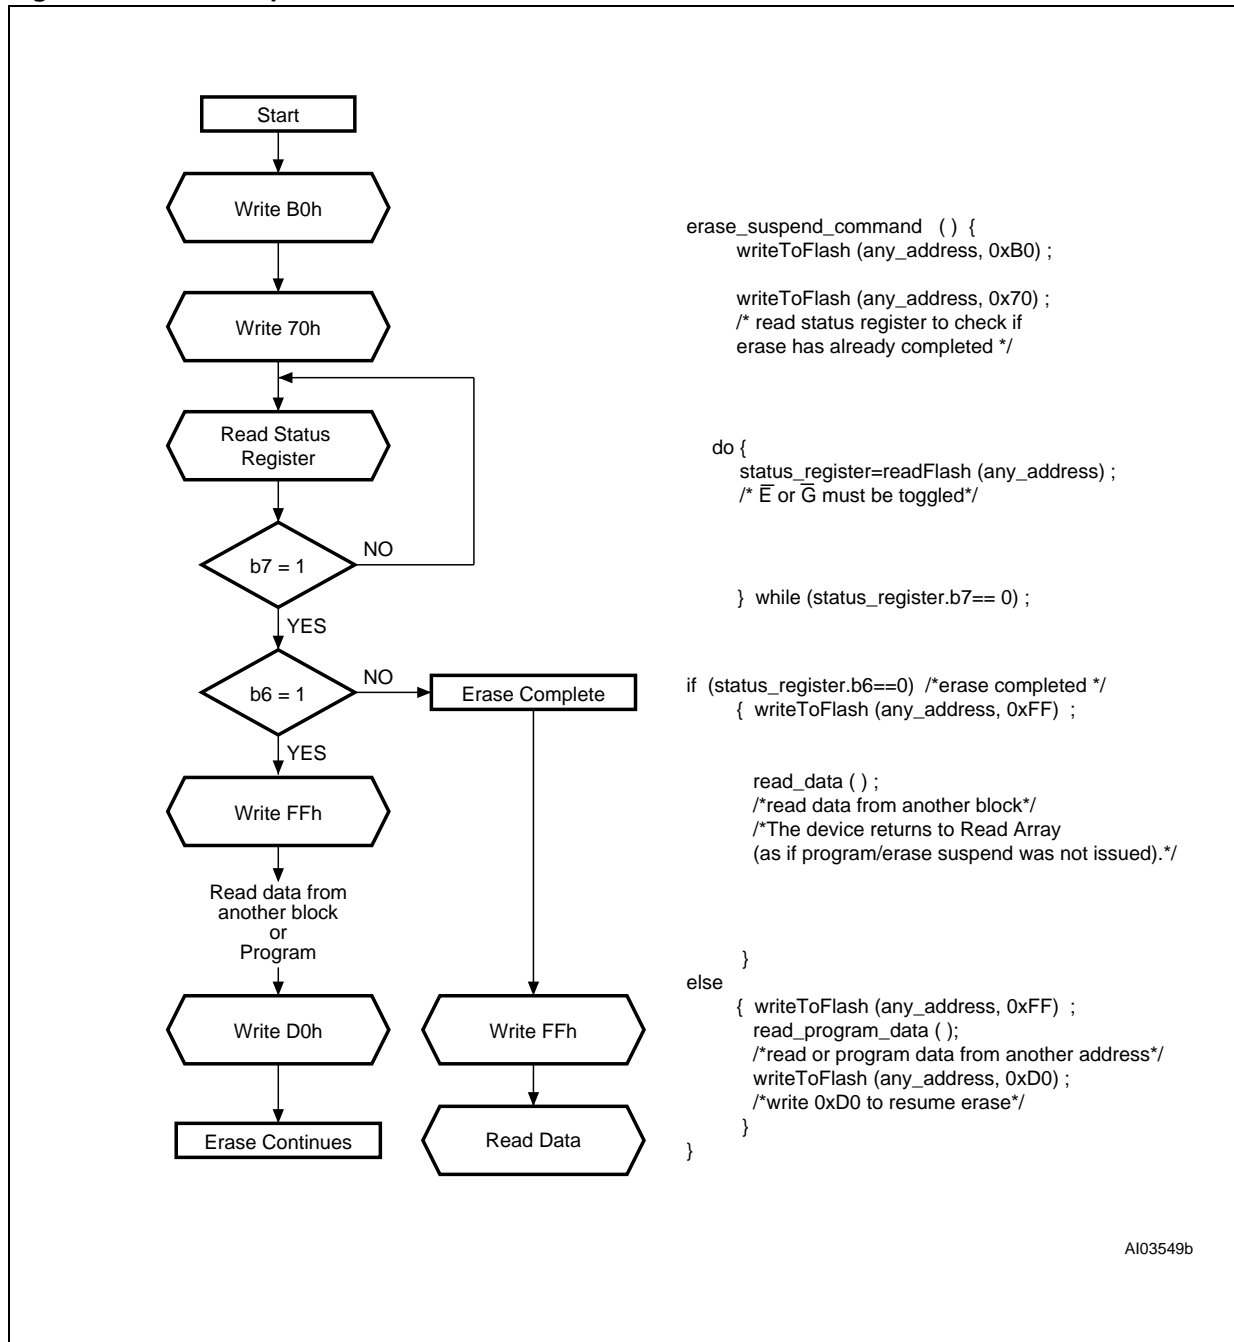 Start
Write B0h
Write 70h
Read Status
Register
b7 = 1
NO
YES
b6 = 1
NO
Erase Complete
YES
Write FFh
Read data from
another block
or
Program
Write D0h
Write FFh
Erase Continues
Read Data
erase_suspend_command ( ) {
writeToFlash (any_address, 0xB0) ;
writeToFlash (any_address, 0x70) ;
/* read status register to check if
erase has already completed */
do {
status_register=readFlash (any_address) ;
/* E̅ or G̅ must be toggled*/
} while (status_register.b7== 0) ;
if (status_register.b6==0) /*erase completed */
{ writeToFlash (any_address, 0xFF) ;
read_data ( ) ;
/*read data from another block*/
/*The device returns to Read Array
(as if program/erase suspend was not issued).*/
}
else
{ writeToFlash (any_address, 0xFF) ;
read_program_data ( );
/*read or program data from another address*/
writeToFlash (any_address, 0xD0) ;
/*write 0xD0 to resume erase*/
}
}
AI03549b